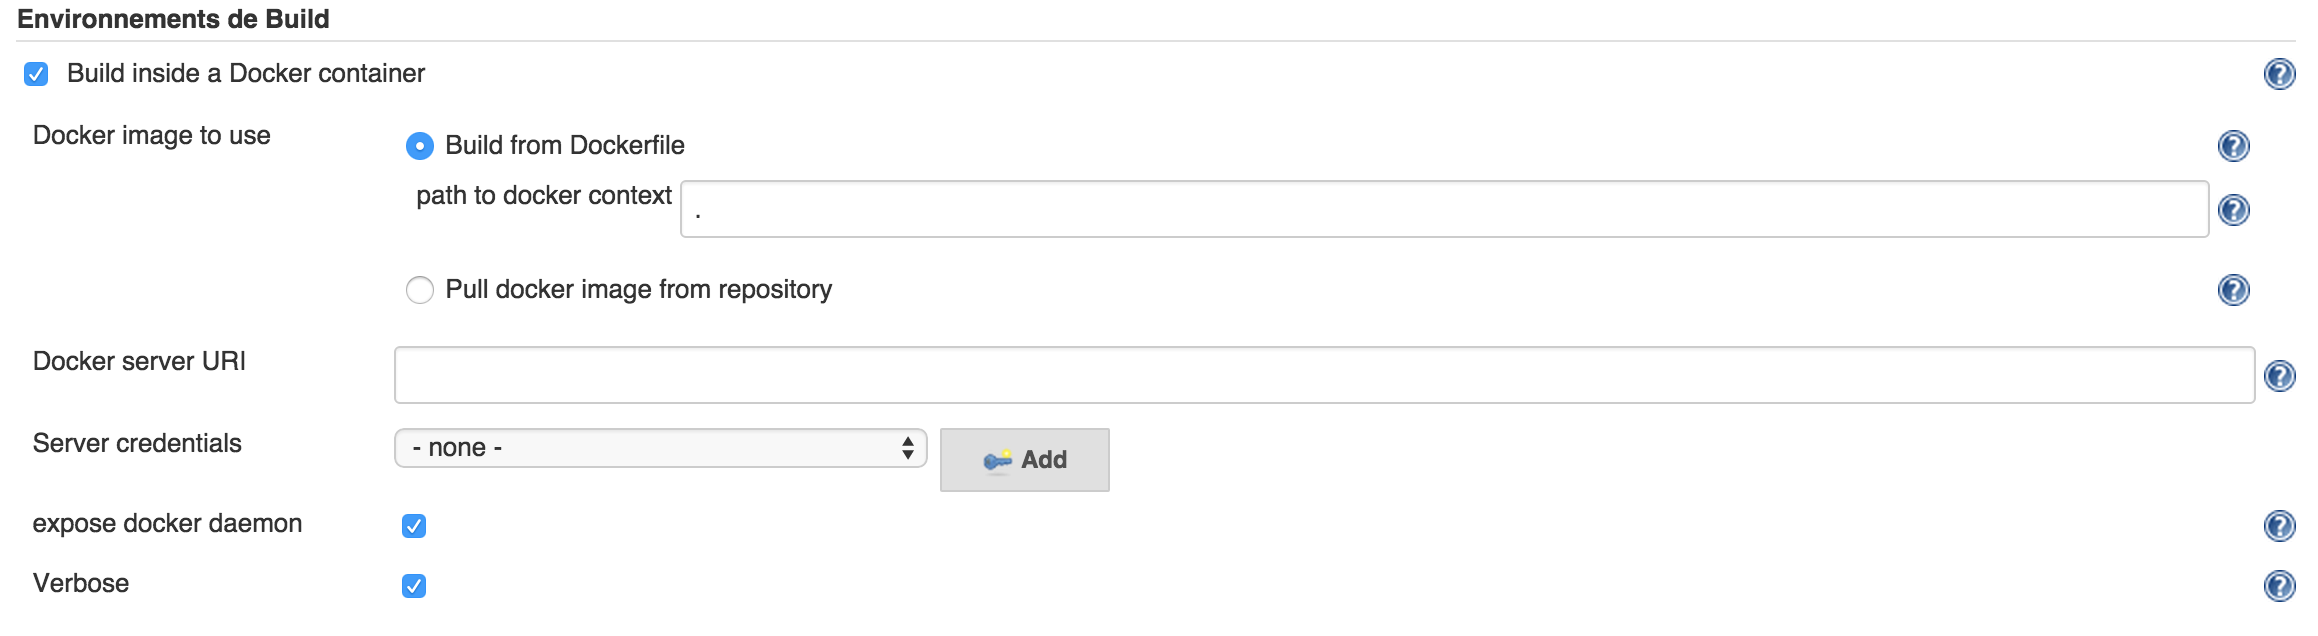 Environnements de Build
Build inside a Docker container
Docker image to use
Build from Dockerfile
path to docker context .
Pull docker image from repository
Docker server URI
Server credentials - none - Add
expose docker daemon
Verbose